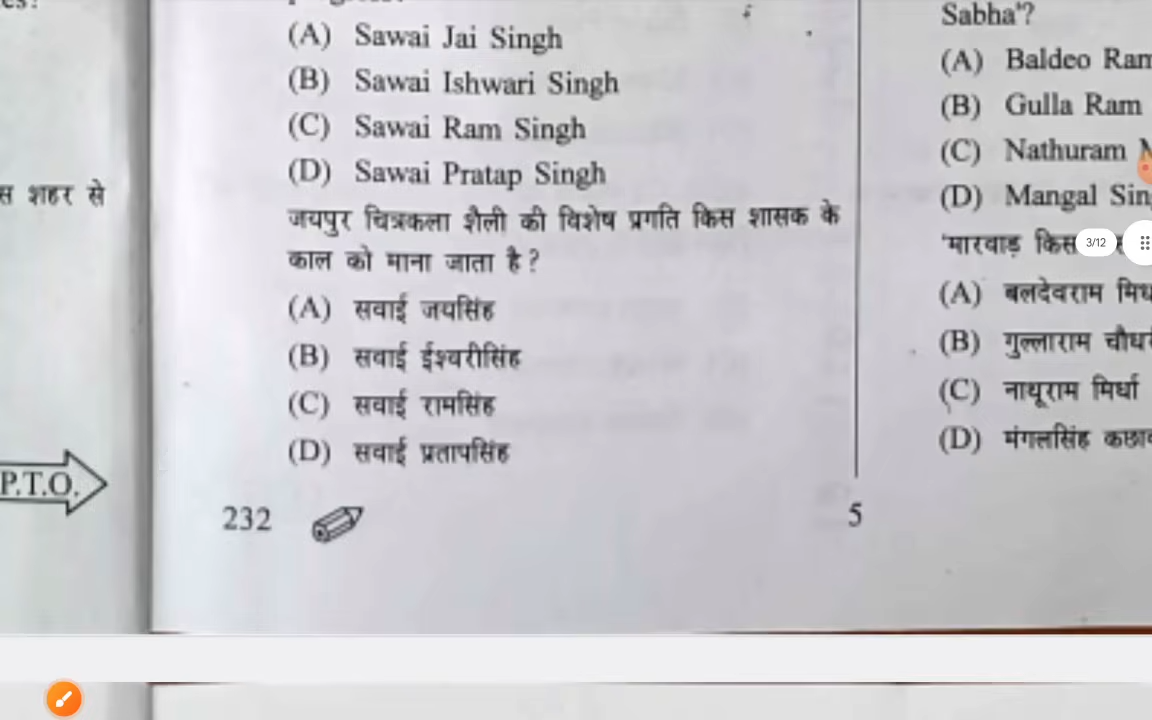 स शहर से
P.T.O.
(A) Sawai Jai Singh
(B) Sawai Ishwari Singh
(C) Sawai Ram Singh
(D) Sawai Pratap Singh
जयपुर चित्रकला शैली की विशेष प्रगति किस शासक के
काल को माना जाता है ?
(A) सवाई जयसिंह
(B) सवाई ईश्वरीसिंह
(C) सवाई रामसिंह
(D) सवाई प्रतापसिंह
232
5
Sabha'?
(A) Baldeo Ram
(B) Gulla Ram
(C) Nathuram
(D) Mangal Sin
'मारवाड़ किस
3/12
(A) बलदेवराम मिर्ध
(B) गुल्लाराम चौधर
(C) नाथूराम मिर्धा
(D) मंगलसिंह कछाव